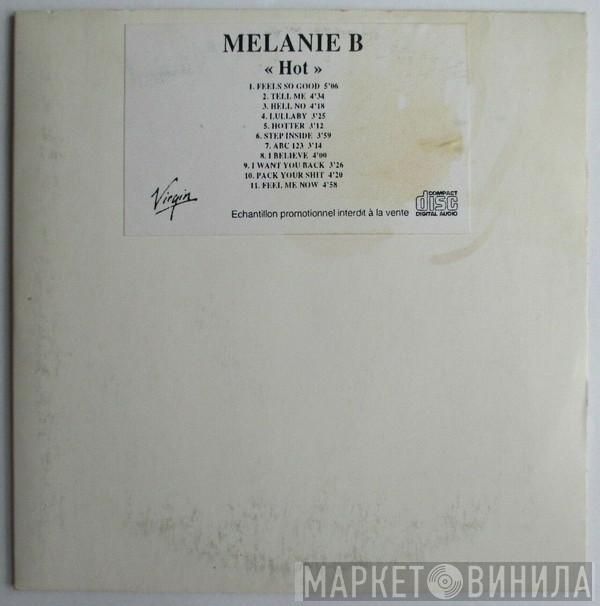 MELANIE B
« Hot »
1. FEELS SO GOOD 5'06
2. TELL ME 4'34
3. HELL NO 4'18
4. LULLABY 3'25
5. HOTTER 3'12
6. STEP INSIDE 3'59
7. ABC 123 3'14
8. I BELIEVE 4'00
9. I WANT YOU BACK 3'26
10. PACK YOUR SHIT 4'20
11. FEEL ME NOW 4'58
Virgin
Echantillon promotionnel interdit à la vente
COMPACT
disc
DIGITAL AUDIO
МАРКЕТ ВИНИЛА